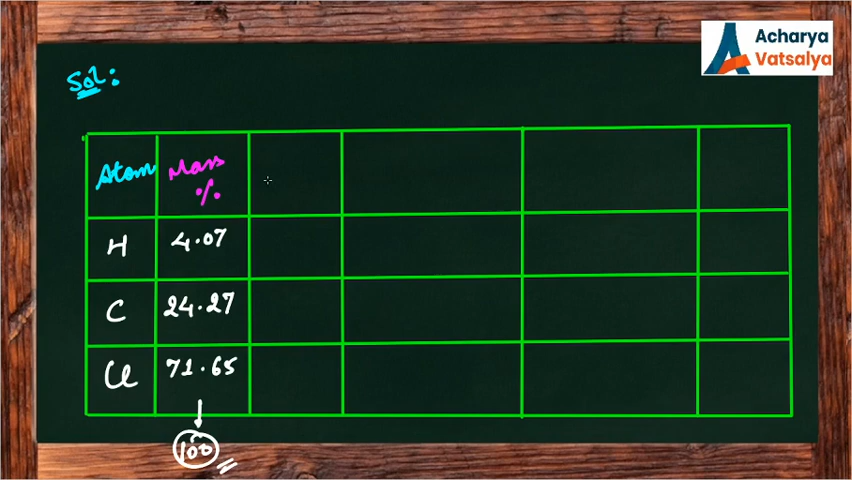 Acharya
Vatsalya
Sol:
Atom Mass %
H 4.07
C 24.27
Cl 71.65
100